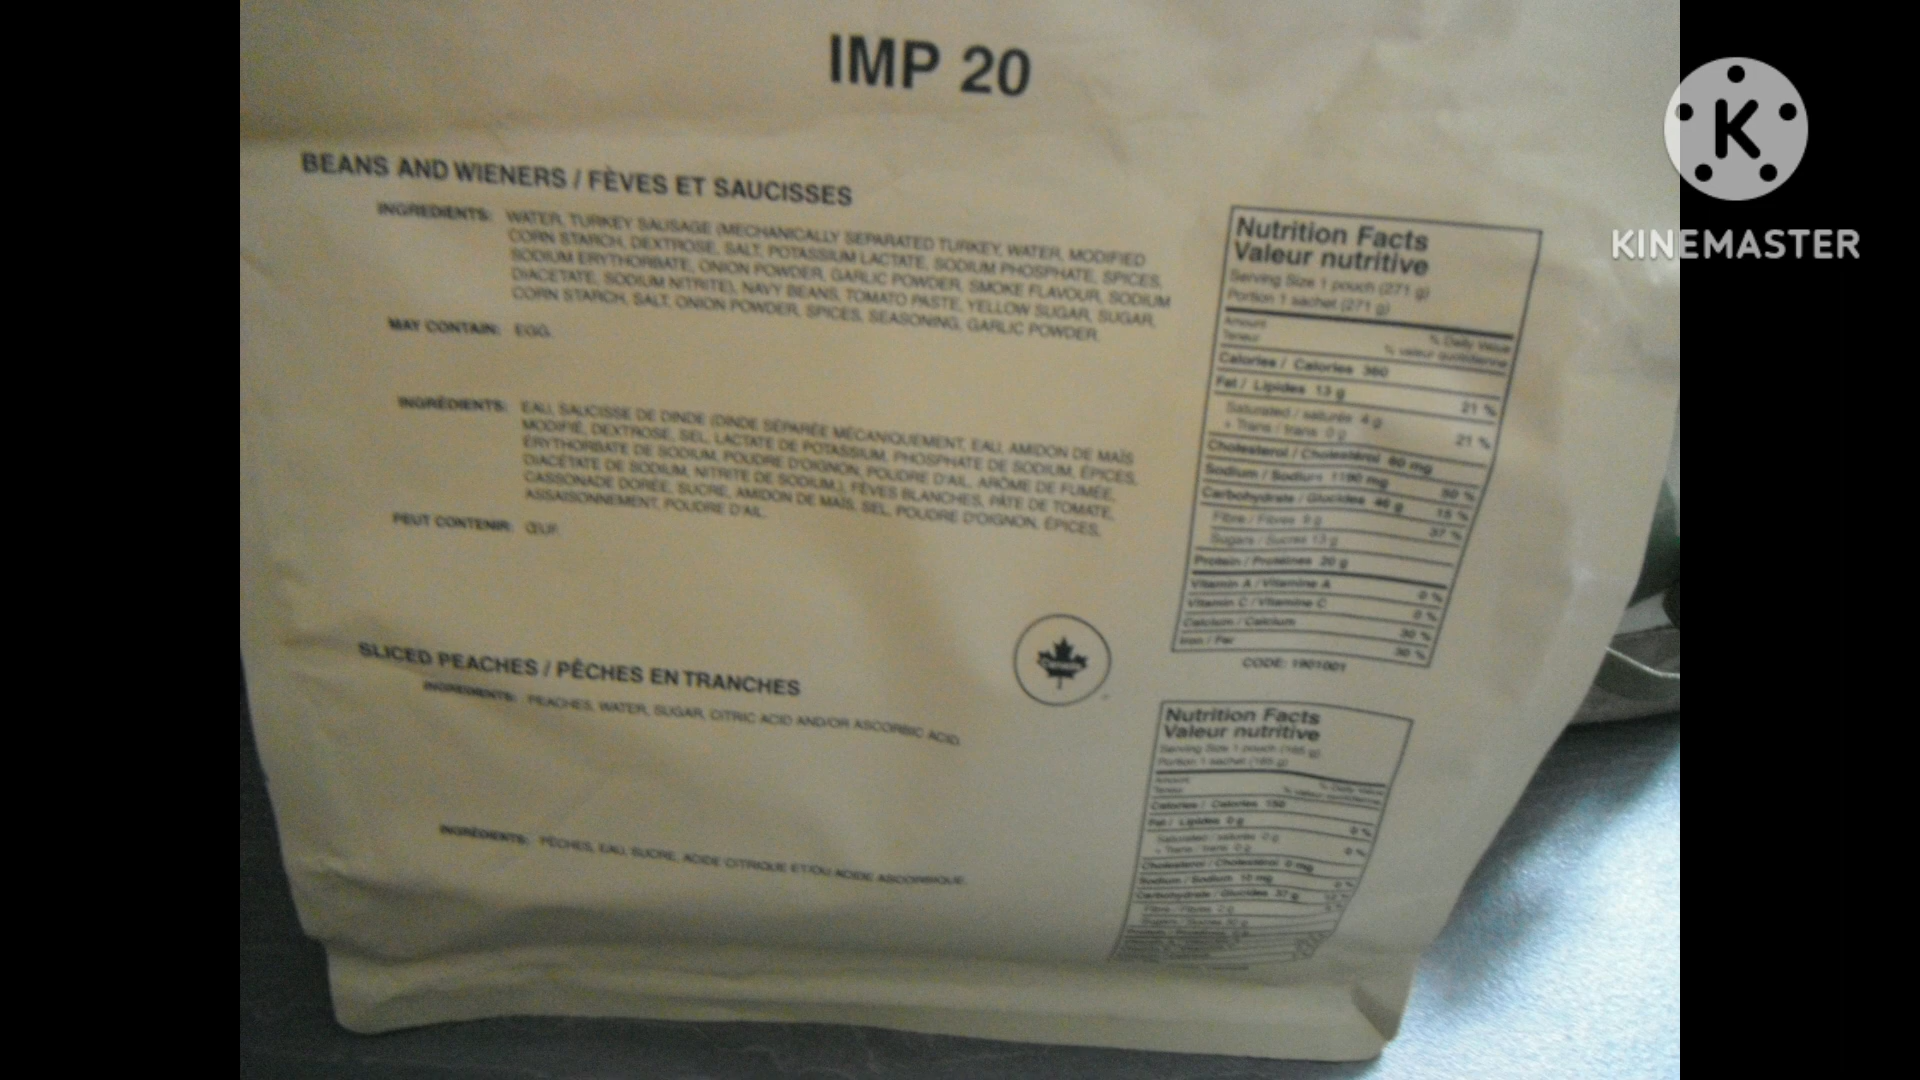 IMP 20
BEANS AND WIENERS / FÈVES ET SAUCISSES
INGREDIENTS: WATER, TURKEY SAUSAGE (MECHANICALLY SEPARATED TURKEY, WATER, MODIFIED
CORN STARCH, DEXTROSE, SALT, POTASSIUM LACTATE, SODIUM PHOSPHATE, SPICES,
SODIUM ERYTHORBATE, ONION POWDER, GARLIC POWDER, SMOKE FLAVOUR, SODIUM
DIACETATE, SODIUM NITRITE), NAVY BEANS, TOMATO PASTE, YELLOW SUGAR, SUGAR,
CORN STARCH, SALT, ONION POWDER, SPICES, SEASONING, GARLIC POWDER.
MAY CONTAIN: EGG.
INGRÉDIENTS: EAU, SAUCISSE DE DINDE (DINDE SÉPARÉE MÉCANIQUEMENT, EAU, AMIDON DE MAÏS
MODIFIÉ, DEXTROSE, SEL, LACTATE DE POTASSIUM, PHOSPHATE DE SODIUM, ÉPICES,
ÉRYTHORBATE DE SODIUM, POUDRE D'OIGNON, POUDRE D'AIL, ARÔME DE FUMÉE,
DIACÉTATE DE SODIUM, NITRITE DE SODIUM), FÈVES BLANCHES, PÂTE DE TOMATE,
CASSONADE DORÉE, SUCRE, AMIDON DE MAÏS, SEL, POUDRE D'OIGNON, ÉPICES,
ASSAISONNEMENT, POUDRE D'AIL.
PEUT CONTENIR: ŒUF.
Nutrition Facts
Valeur nutritive
Serving Size 1 pouch (271 g)
Portion 1 sachet (271 g)
Amount % Daily Value
Teneur % valeur quotidienne
Calories / Calories 360
Fat / Lipides 13 g 21 %
Saturated / saturés 4 g
+ Trans / trans 0 g 21 %
Cholesterol / Cholestérol 60 mg
Sodium / Sodium 1190 mg 50 %
Carbohydrate / Glucides 46 g 15 %
Fibre / Fibres 9 g 37 %
Sugars / Sucres 13 g
Protein / Protéines 20 g
Vitamin A / Vitamine A 0 %
Vitamin C / Vitamine C 0 %
Calcium / Calcium 30 %
Iron / Fer 30 %
CODE: 1901001
SLICED PEACHES / PÊCHES EN TRANCHES
INGREDIENTS: PEACHES, WATER, SUGAR, CITRIC ACID AND/OR ASCORBIC ACID.
INGRÉDIENTS: PÊCHES, EAU, SUCRE, ACIDE CITRIQUE ET/OU ACIDE ASCORBIQUE.
Nutrition Facts
Valeur nutritive
Serving Size 1 pouch
Portion 1 sachet
Amount % Daily Value
Teneur % valeur quotidienne
Calories / Calories 150
Fat / Lipides 0 g 0 %
Saturated / saturés 0 g
+ Trans / trans 0 g 0 %
Cholesterol / Cholestérol 0 mg
Sodium / Sodium 10 mg 0 %
Carbohydrate / Glucides 37 g
K
KINEMASTER